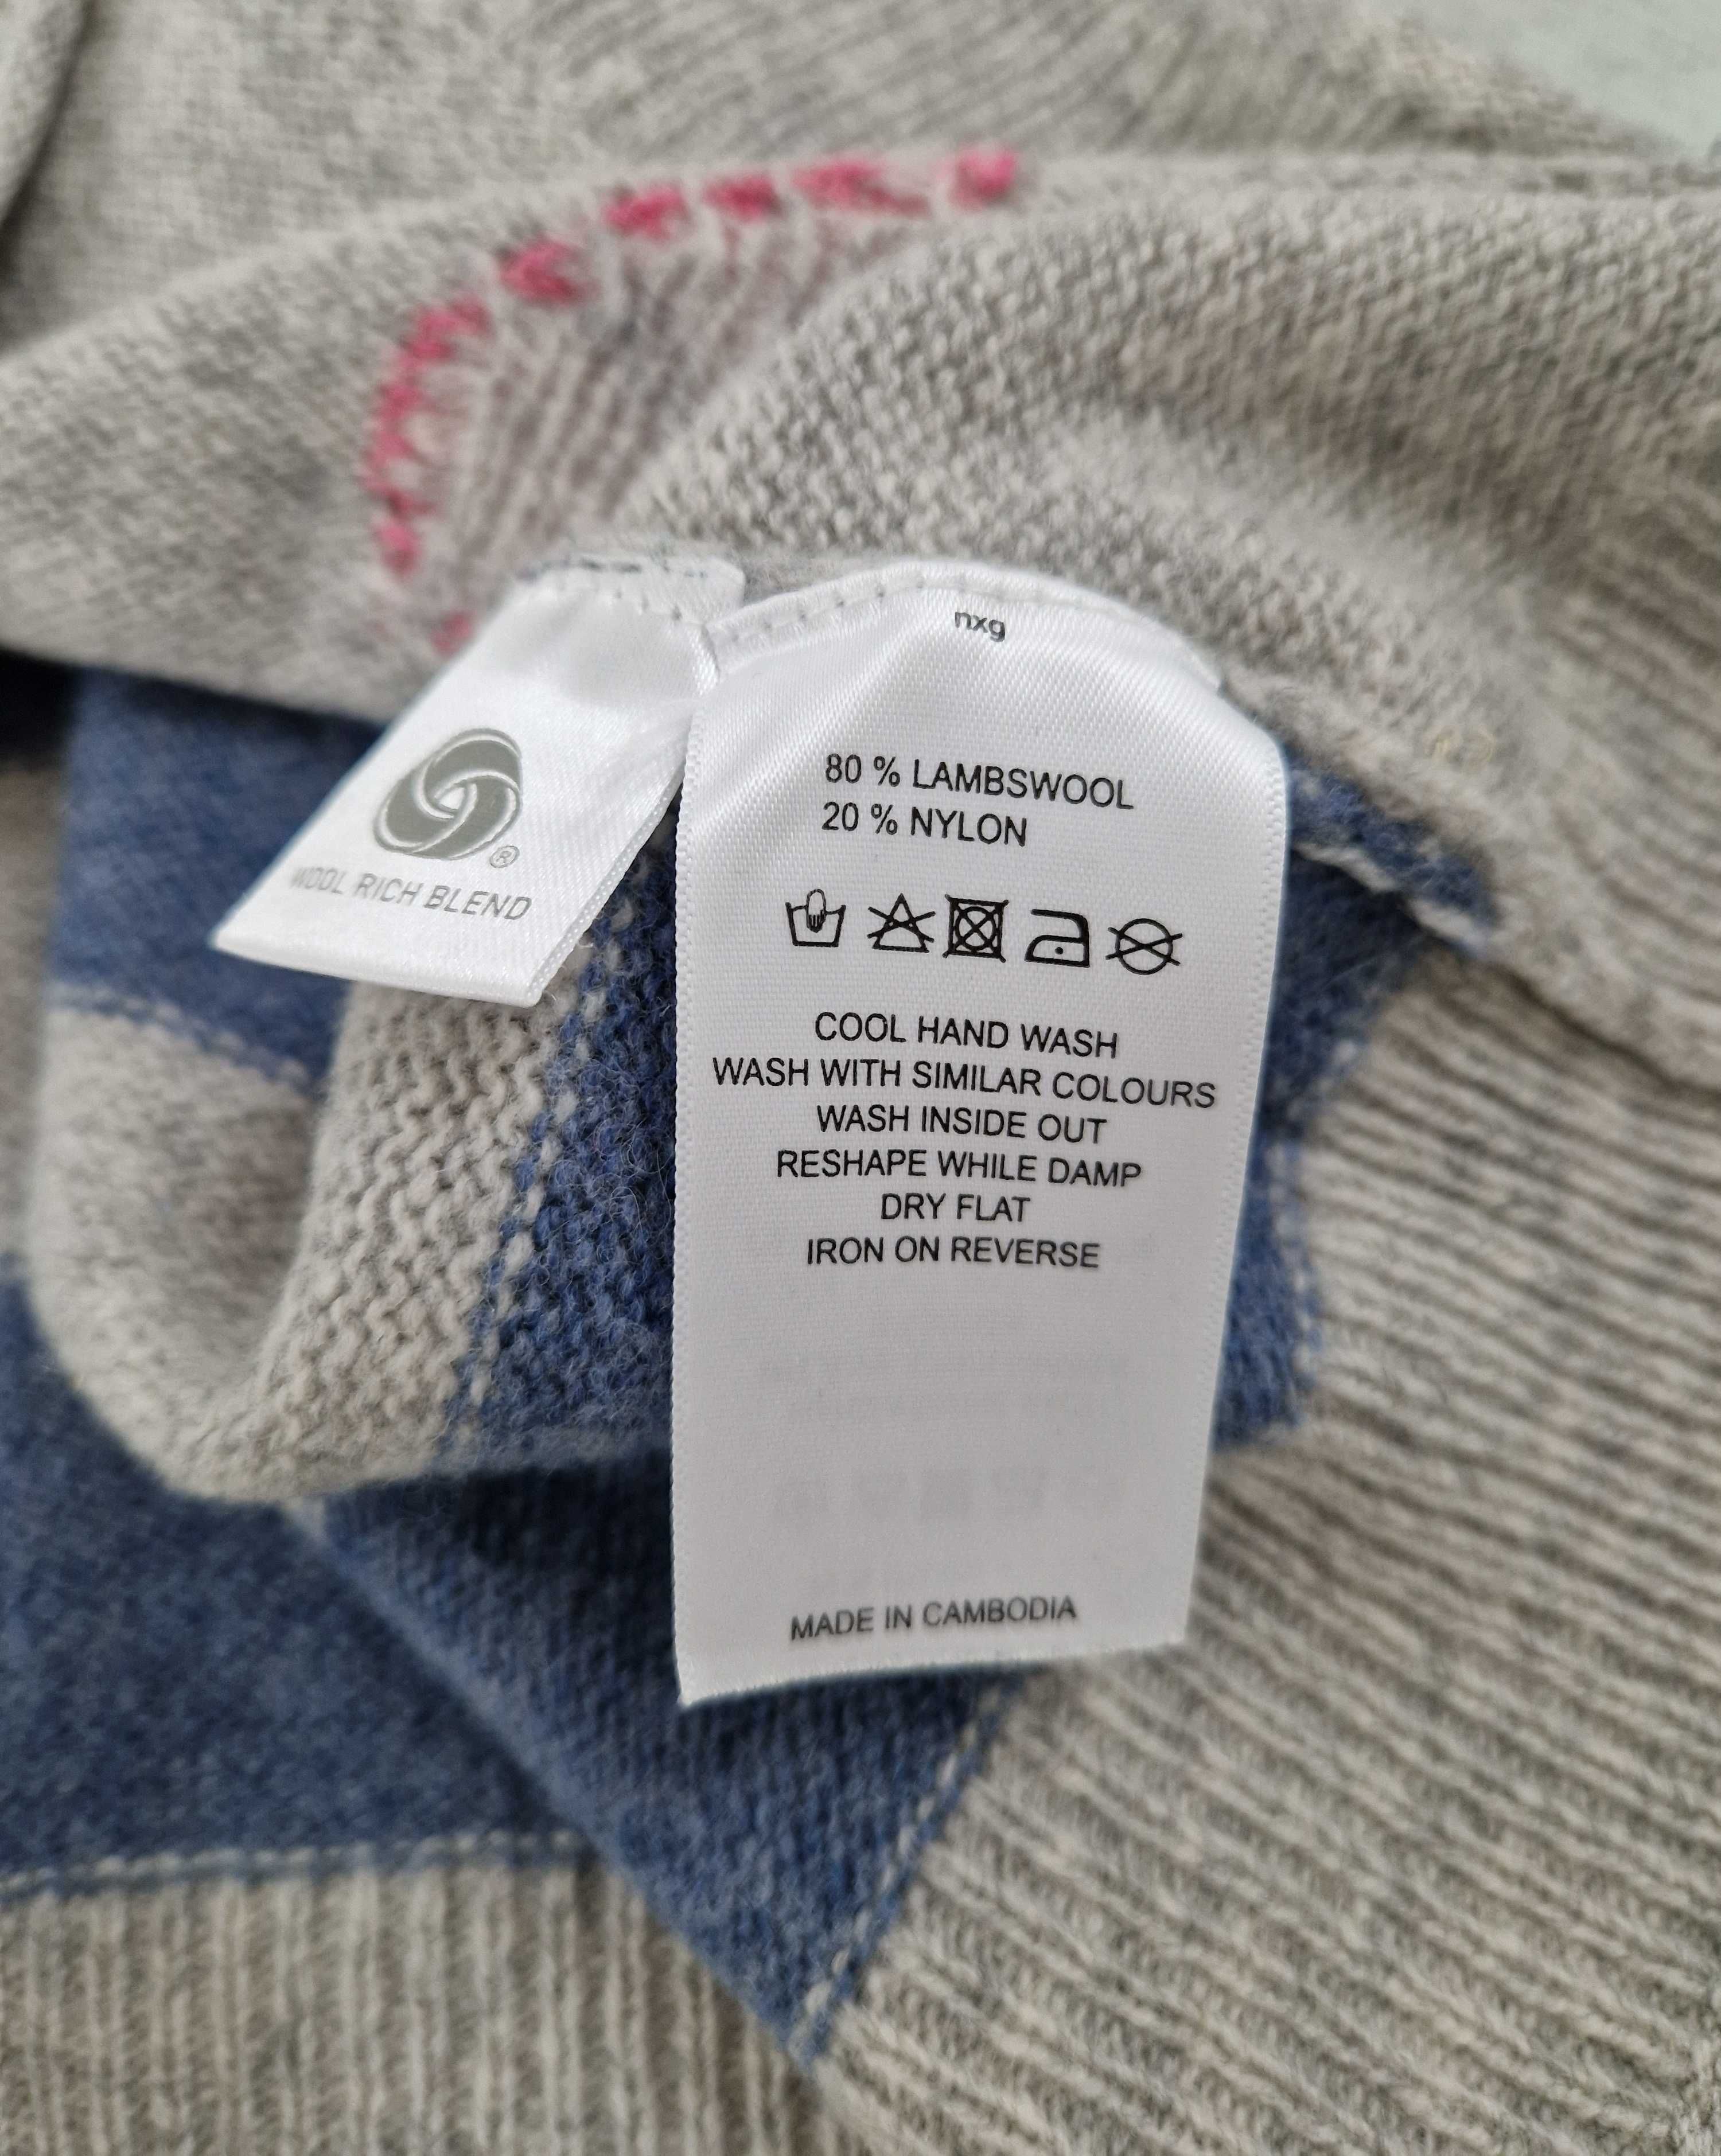 nxg
®
WOOL RICH BLEND
80 % LAMBSWOOL
20 % NYLON
COOL HAND WASH
WASH WITH SIMILAR COLOURS
WASH INSIDE OUT
RESHAPE WHILE DAMP
DRY FLAT
IRON ON REVERSE
MADE IN CAMBODIA